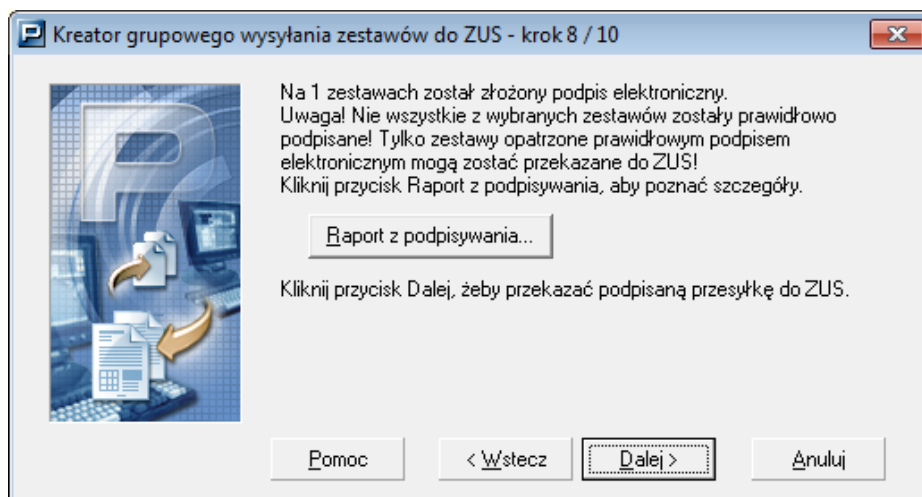 Kreator grupowego wysyłania zestawów do ZUS - krok 8 / 10
Na 1 zestawach został złożony podpis elektroniczny.
Uwaga! Nie wszystkie z wybranych zestawów zostały prawidłowo
podpisane! Tylko zestawy opatrzone prawidłowym podpisem
elektronicznym mogą zostać przekazane do ZUS!
Kliknij przycisk Raport z podpisywania, aby poznać szczegóły.
Raport z podpisywania...
Kliknij przycisk Dalej, żeby przekazać podpisaną przesyłkę do ZUS.
Pomoc < Wstecz Dalej > Anuluj